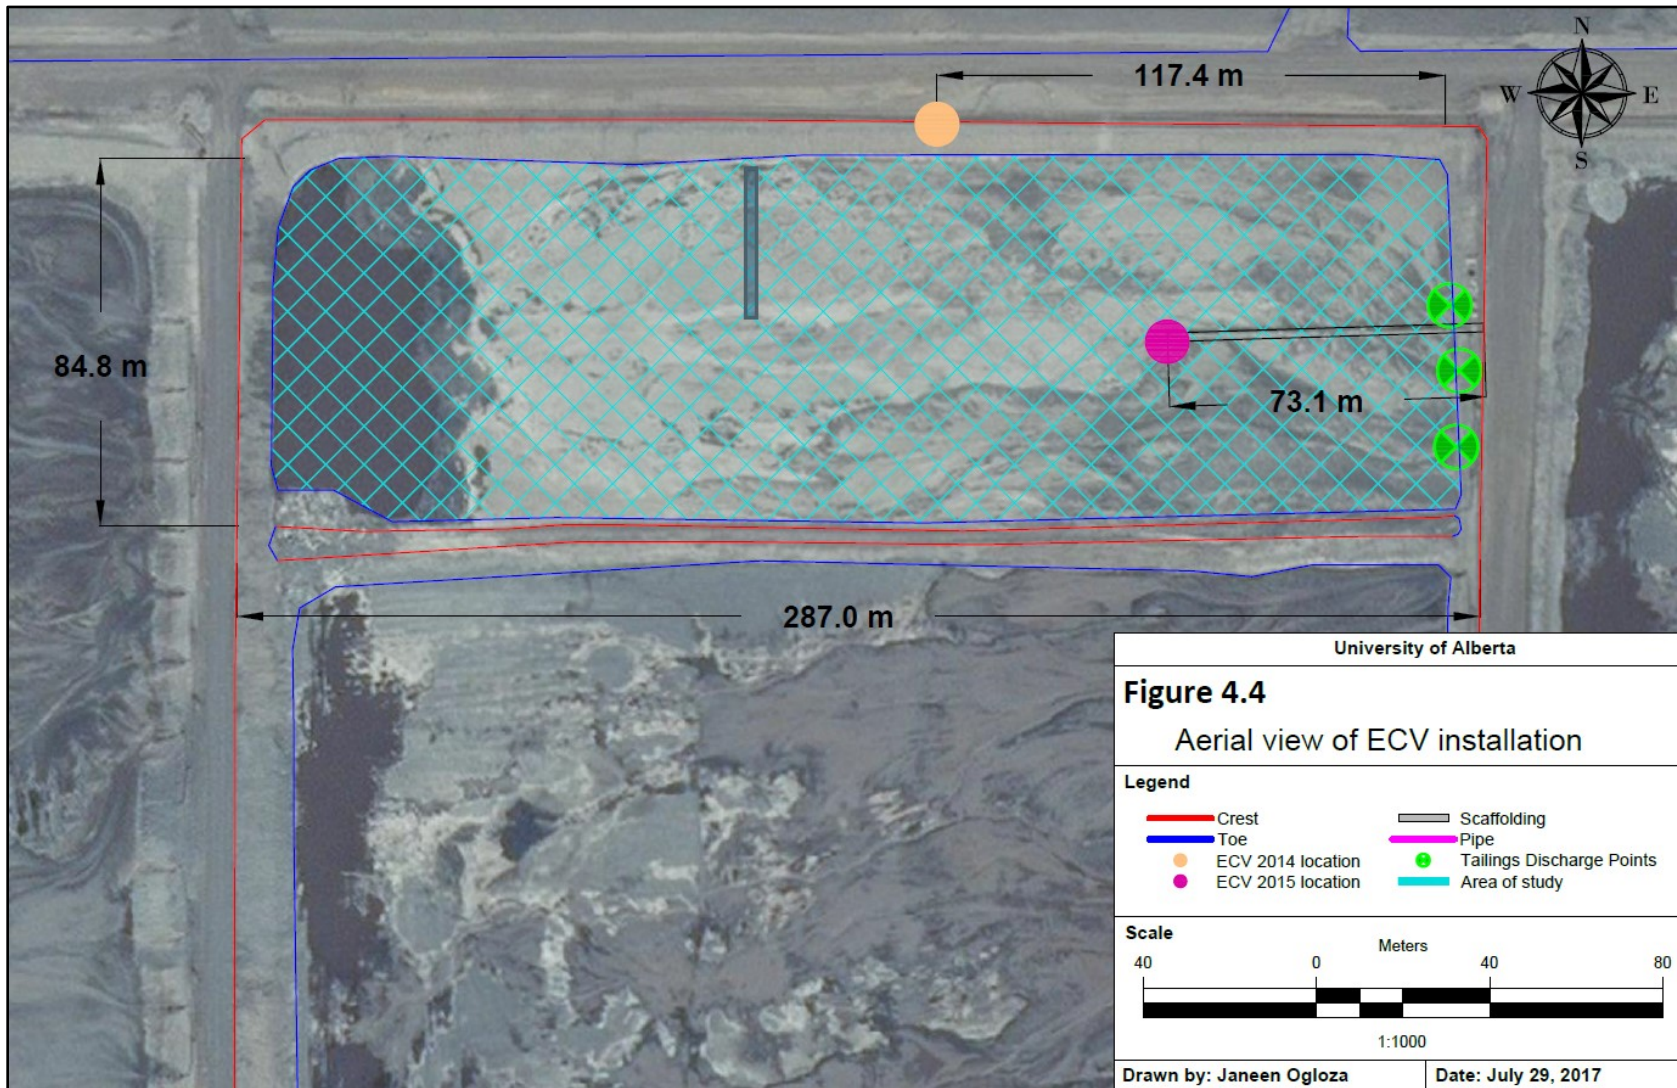 N
117.4 m
W E
S
84.8 m
73.1 m
287.0 m
University of Alberta
Figure 4.4
Aerial view of ECV installation
Legend
Crest Scaffolding
Toe Pipe
ECV 2014 location Tailings Discharge Points
ECV 2015 location Area of study
Scale
Meters
40 0 40 80
1:1000
Drawn by: Janeen Ogloza Date: July 29, 2017